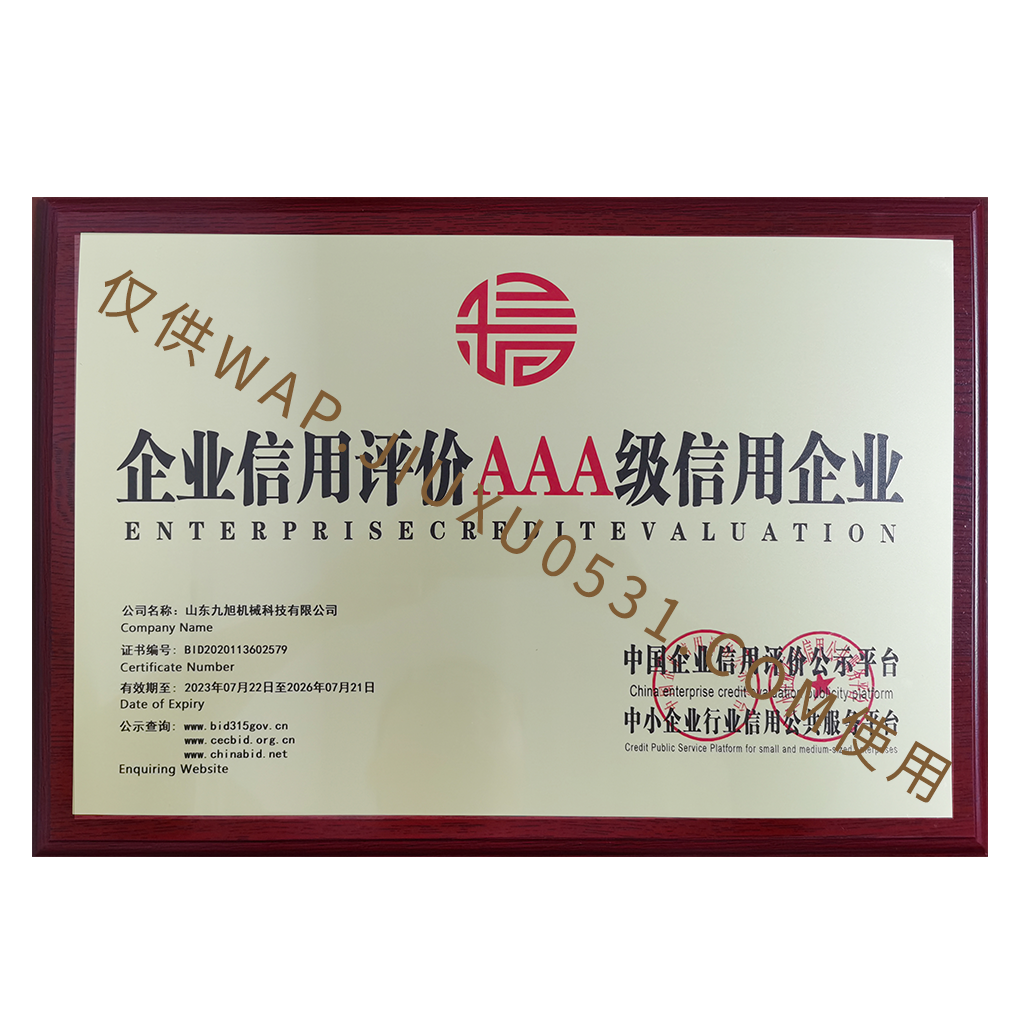 企业信用评价AAA级信用企业
ENTERPRISECREDITEVALUATION
公司名称：山东九旭机械科技有限公司
Company Name
证书编号：BID2020113602579
Certificate Number
有效期至：2023年07月22日至2026年07月21日
Date of Expiry
公示查询：www.bid315gov.cn
www.cecbid.org.cn
www.chinabid.net
Enquiring Website
中国企业信用评价公示平台
China enterprise credit evaluation publicity platform
中小企业行业信用公共服务平台
Credit Public Service Platform for small and medium-sized enterprises
仅供WAP.JIUXU0531.COM使用